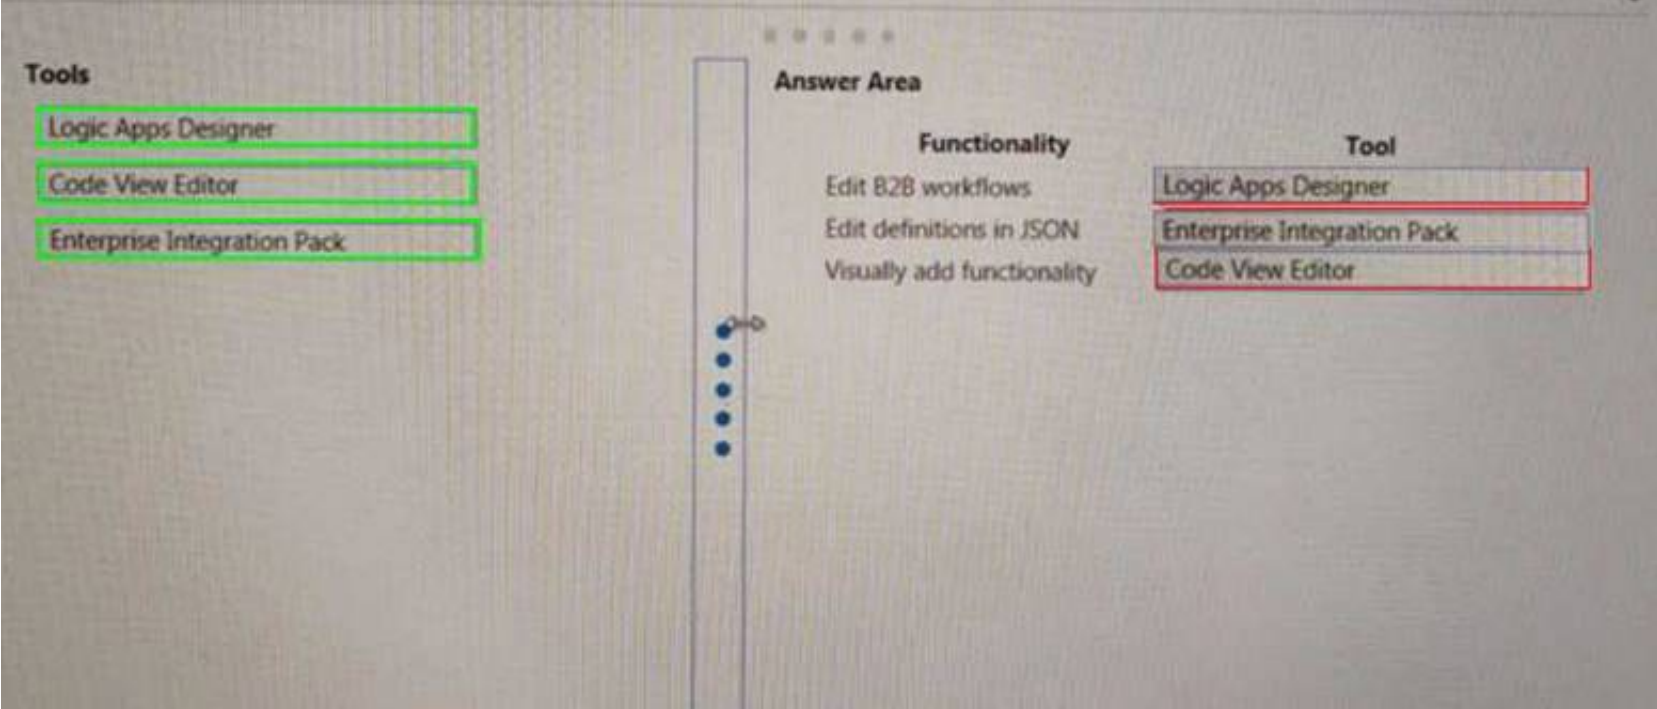 Tools
Logic Apps Designer
Code View Editor
Enterprise Integration Pack
Answer Area
Functionality Tool
Edit B2B workflows Logic Apps Designer
Edit definitions in JSON Enterprise Integration Pack
Visually add functionality Code View Editor